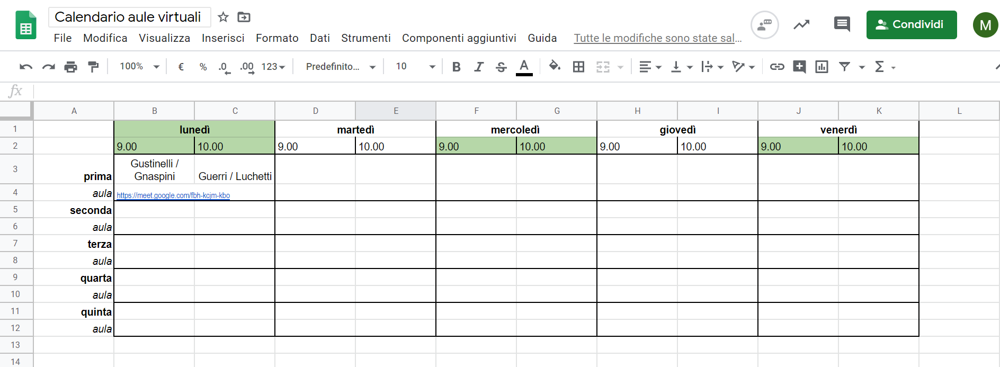 Calendario aule virtuali
File Modifica Visualizza Inserisci Formato Dati Strumenti Componenti aggiuntivi Guida Tutte le modifiche sono state sal...
Condividi
M
100% € % .0 .00 123 Predefinito... 10 B I S A Σ
fx
A B C D E F G H I J K L
1 lunedì martedì mercoledì giovedì venerdì
2 9.00 10.00 9.00 10.00 9.00 10.00 9.00 10.00 9.00 10.00
3 prima Gustinelli / Gnaspini Guerri / Luchetti
4 aula https://meet.google.com/fbh-kcjm-kbo
5 seconda
6 aula
7 terza
8 aula
9 quarta
10 aula
11 quinta
12 aula
13
14